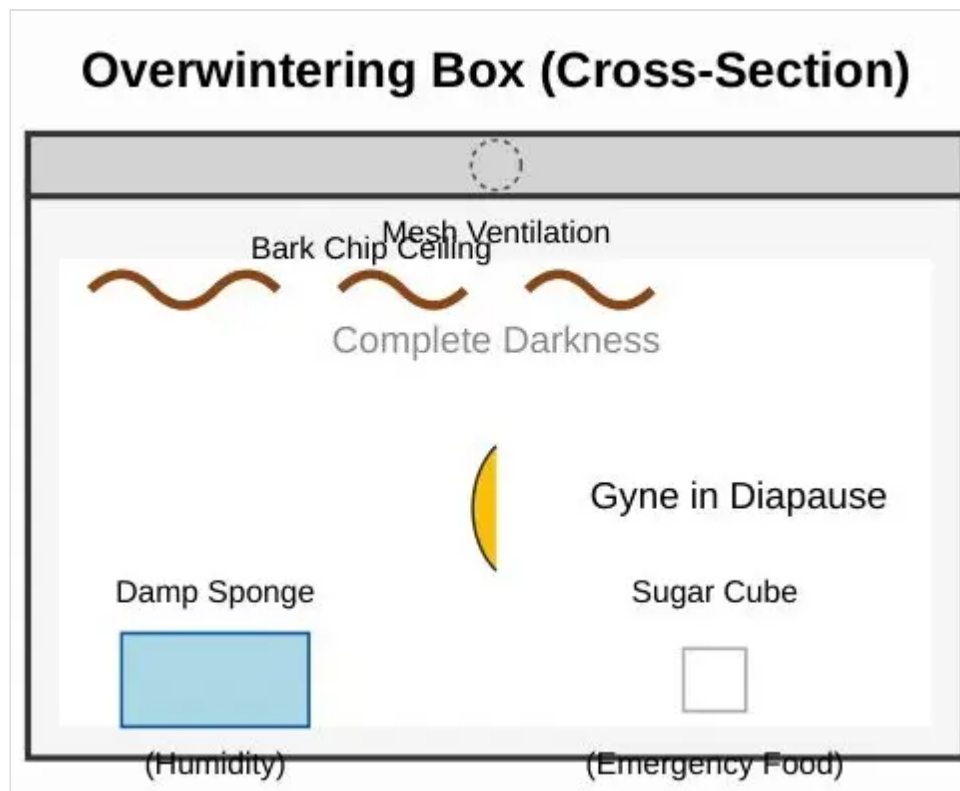 Overwintering Box (Cross-Section)
Mesh Ventilation
Bark Chip Ceiling
Complete Darkness
Gyne in Diapause
Damp Sponge
Sugar Cube
(Humidity)
(Emergency Food)